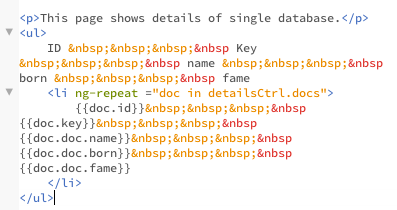 <p>This page shows details of single database.</p>
<ul>
ID &nbsp;&nbsp;&nbsp;&nbsp Key
&nbsp;&nbsp;&nbsp;&nbsp name &nbsp;&nbsp;&nbsp;&nbsp
born &nbsp;&nbsp;&nbsp;&nbsp fame
<li ng-repeat ="doc in detailsCtrl.docs">
{{doc.id}}&nbsp;&nbsp;&nbsp;&nbsp
{{doc.key}}&nbsp;&nbsp;&nbsp;&nbsp
{{doc.doc.name}}&nbsp;&nbsp;&nbsp;&nbsp
{{doc.doc.born}}&nbsp;&nbsp;&nbsp;&nbsp
{{doc.doc.fame}}
</li>
</ul>